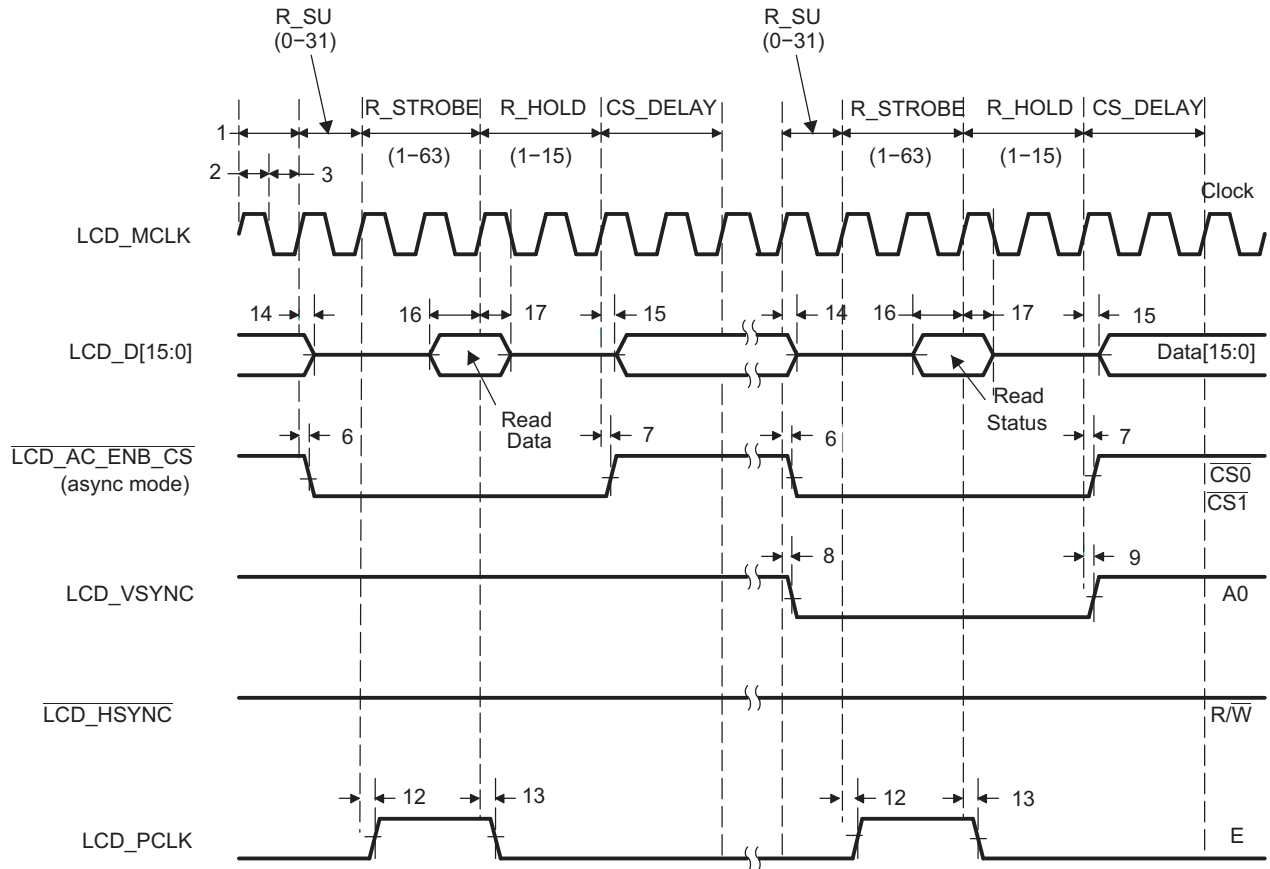 R_SU
(0−31)
R_SU
(0−31)
R_STROBE
R_HOLD
CS_DELAY
R_STROBE
R_HOLD
CS_DELAY
1
(1−63)
(1−15)
(1−63)
(1−15)
2
3
Clock
LCD_MCLK
14
16
17
15
14
16
17
15
LCD_D[15:0]
Data[15:0]
Read
Data
Read
Status
6
7
6
7
LCD_AC_ENB_CS
(async mode)
CS0
CS1
8
9
LCD_VSYNC
A0
LCD_HSYNC
R/W
12
13
12
13
LCD_PCLK
E